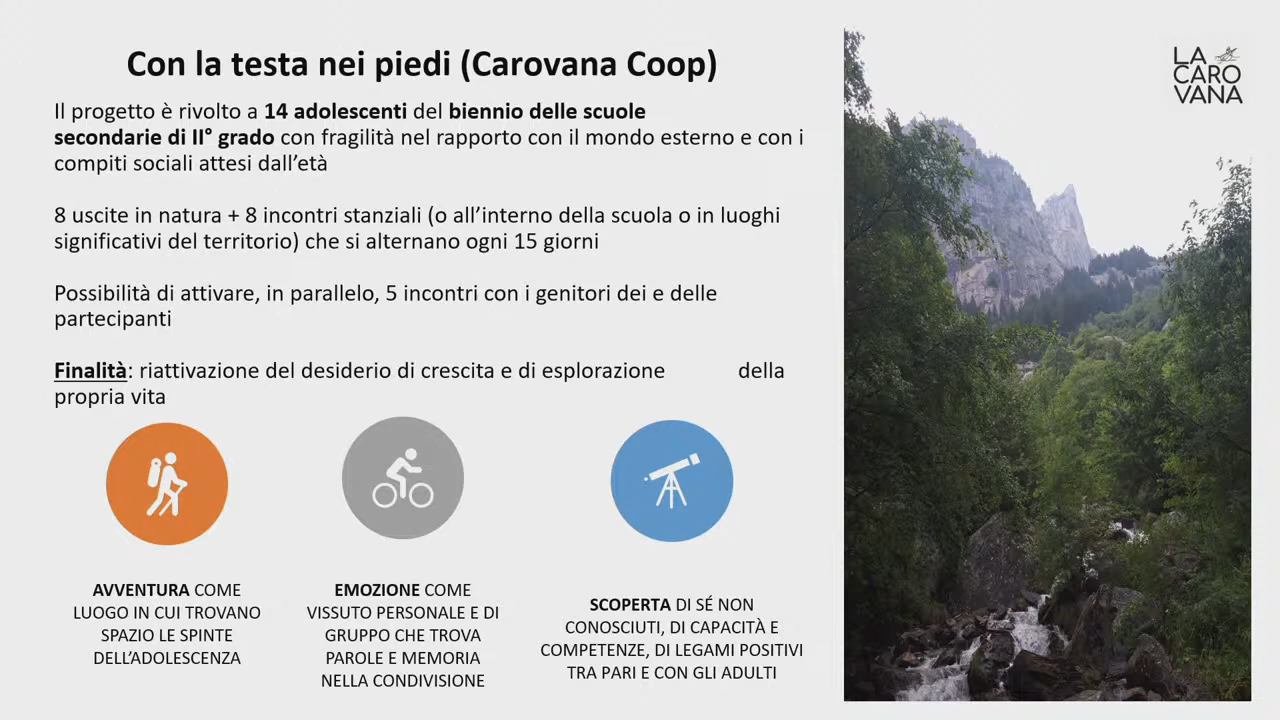 Con la testa nei piedi (Carovana Coop)
Il progetto è rivolto a 14 adolescenti del biennio delle scuole
secondarie di II° grado con fragilità nel rapporto con il mondo esterno e con i
compiti sociali attesi dall’età
8 uscite in natura + 8 incontri stanziali (o all’interno della scuola o in luoghi
significativi del territorio) che si alternano ogni 15 giorni
Possibilità di attivare, in parallelo, 5 incontri con i genitori dei e delle
partecipanti
Finalità: riattivazione del desiderio di crescita e di esplorazione della
propria vita
AVVENTURA COME
LUOGO IN CUI TROVANO
SPAZIO LE SPINTE
DELL’ADOLESCENZA
EMOZIONE COME
VISSUTO PERSONALE E DI
GRUPPO CHE TROVA
PAROLE E MEMORIA
NELLA CONDIVISIONE
SCOPERTA DI SÉ NON
CONOSCIUTI, DI CAPACITÀ E
COMPETENZE, DI LEGAMI POSITIVI
TRA PARI E CON GLI ADULTI
LA
CARO
VANA